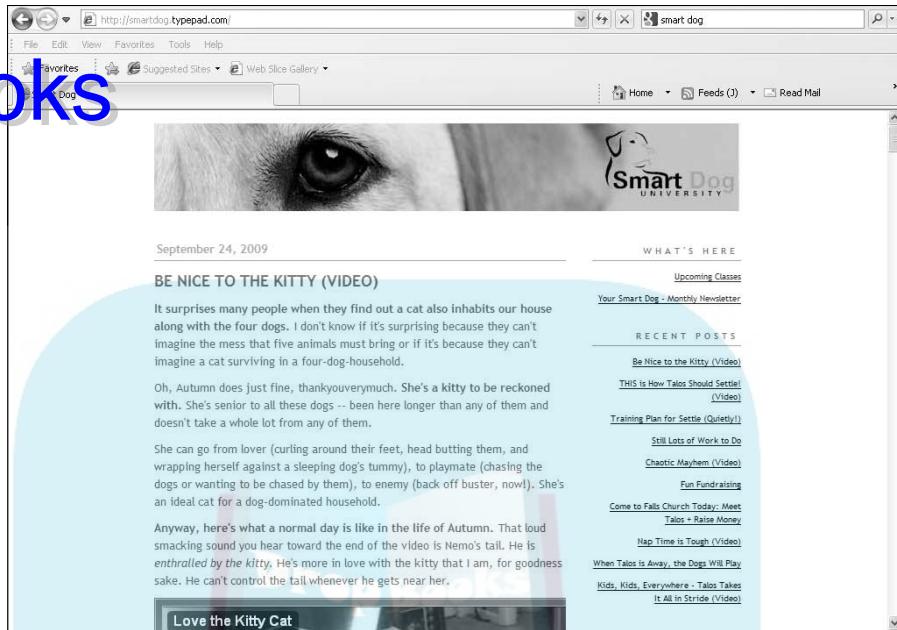 http://smartdog.typepad.com/
smart dog
File Edit View Favorites Tools Help
Favorites Suggested Sites Web Slice Gallery
oks
Dog
Home Feeds (J) Read Mail
Smart Dog
UNIVERSITY
September 24, 2009
BE NICE TO THE KITTY (VIDEO)
It surprises many people when they find out a cat also inhabits our house
along with the four dogs. I don't know if it's surprising because they can't
imagine the mess that five animals must bring or if it's because they can't
imagine a cat surviving in a four-dog-household.
Oh, Autumn does just fine, thankyouverymuch. She's a kitty to be reckoned
with. She's senior to all these dogs -- been here longer than any of them and
doesn't take a whole lot from any of them.
She can go from lover (curling around their feet, head butting them, and
wrapping herself against a sleeping dog's tummy), to playmate (chasing the
dogs or wanting to be chased by them), to enemy (back off buster, now!). She's
an ideal cat for a dog-dominated household.
Anyway, here's what a normal day is like in the life of Autumn. That loud
smacking sound you hear toward the end of the video is Nemo's tail. He is
enthralled by the kitty. He's more in love with the kitty that I am, for goodness
sake. He can't control the tail whenever he gets near her.
Love the Kitty Cat
WHAT'S HERE
Upcoming Classes
Your Smart Dog - Monthly Newsletter
RECENT POSTS
Be Nice to the Kitty (Video)
THIS is How Talos Should Settle!
(Video)
Training Plan for Settle (Quietly!)
Still Lots of Work to Do
Chaotic Mayhem (Video)
Fun Fundraising
Come to Falls Church Today: Meet
Talos + Raise Money
Nap Time is Tough (Video)
When Talos is Away, the Dogs Will Play
Kids, Kids, Everywhere - Talos Takes
It All in Stride (Video)